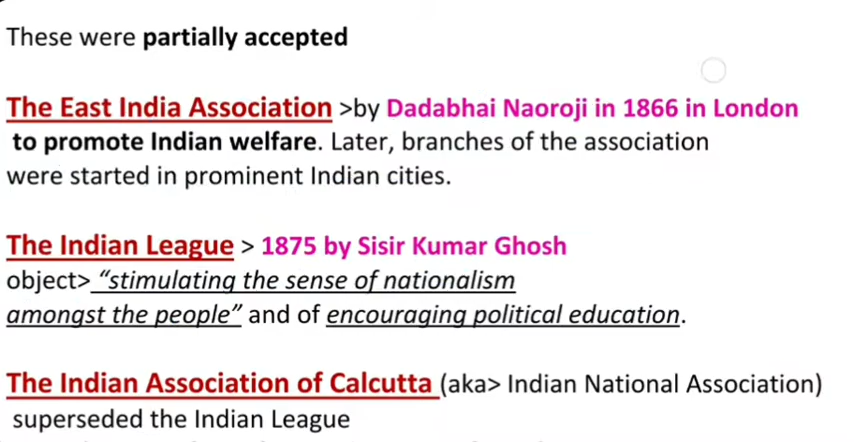 These were partially accepted
The East India Association >by Dadabhai Naoroji in 1866 in London
to promote Indian welfare. Later, branches of the association
were started in prominent Indian cities.
The Indian League > 1875 by Sisir Kumar Ghosh
object> “stimulating the sense of nationalism
amongst the people” and of encouraging political education.
The Indian Association of Calcutta (aka> Indian National Association)
superseded the Indian League